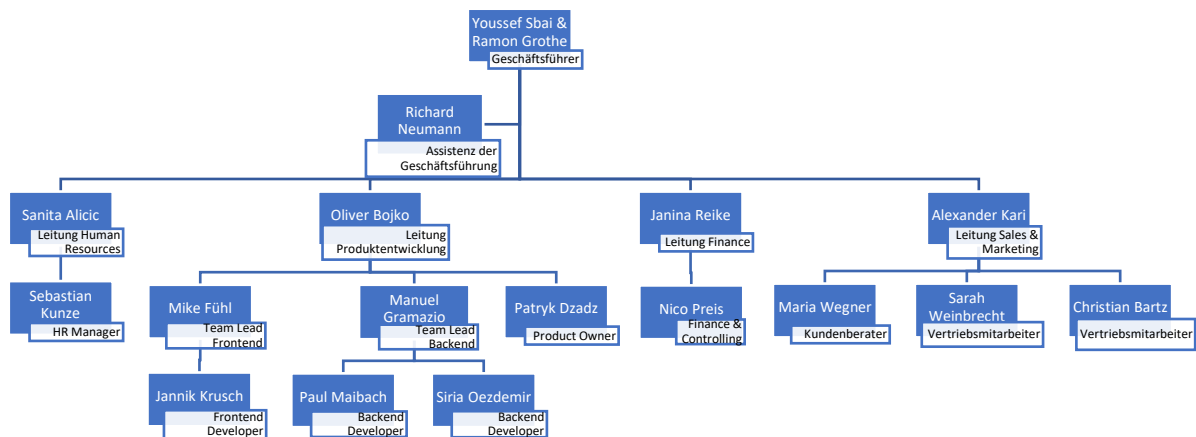 Youssef Sbai &
Ramon Grothe
Geschäftsführer
Richard
Neumann
Assistenz der
Geschäftsführung
Sanita Alicic
Leitung Human
Resources
Oliver Bojko
Leitung
Produktentwicklung
Janina Reike
Leitung Finance
Alexander Kari
Leitung Sales &
Marketing
Sebastian
Kunze
HR Manager
Mike Fühl
Team Lead
Frontend
Manuel
Gramazio
Team Lead
Backend
Patryk Dzadz
Product Owner
Nico Preis
Finance &
Controlling
Maria Wegner
Kundenberater
Sarah
Weinbrecht
Vertriebsmitarbeiter
Christian Bartz
Vertriebsmitarbeiter
Jannik Krusch
Frontend
Developer
Paul Maibach
Backend
Developer
Siria Oezdemir
Backend
Developer